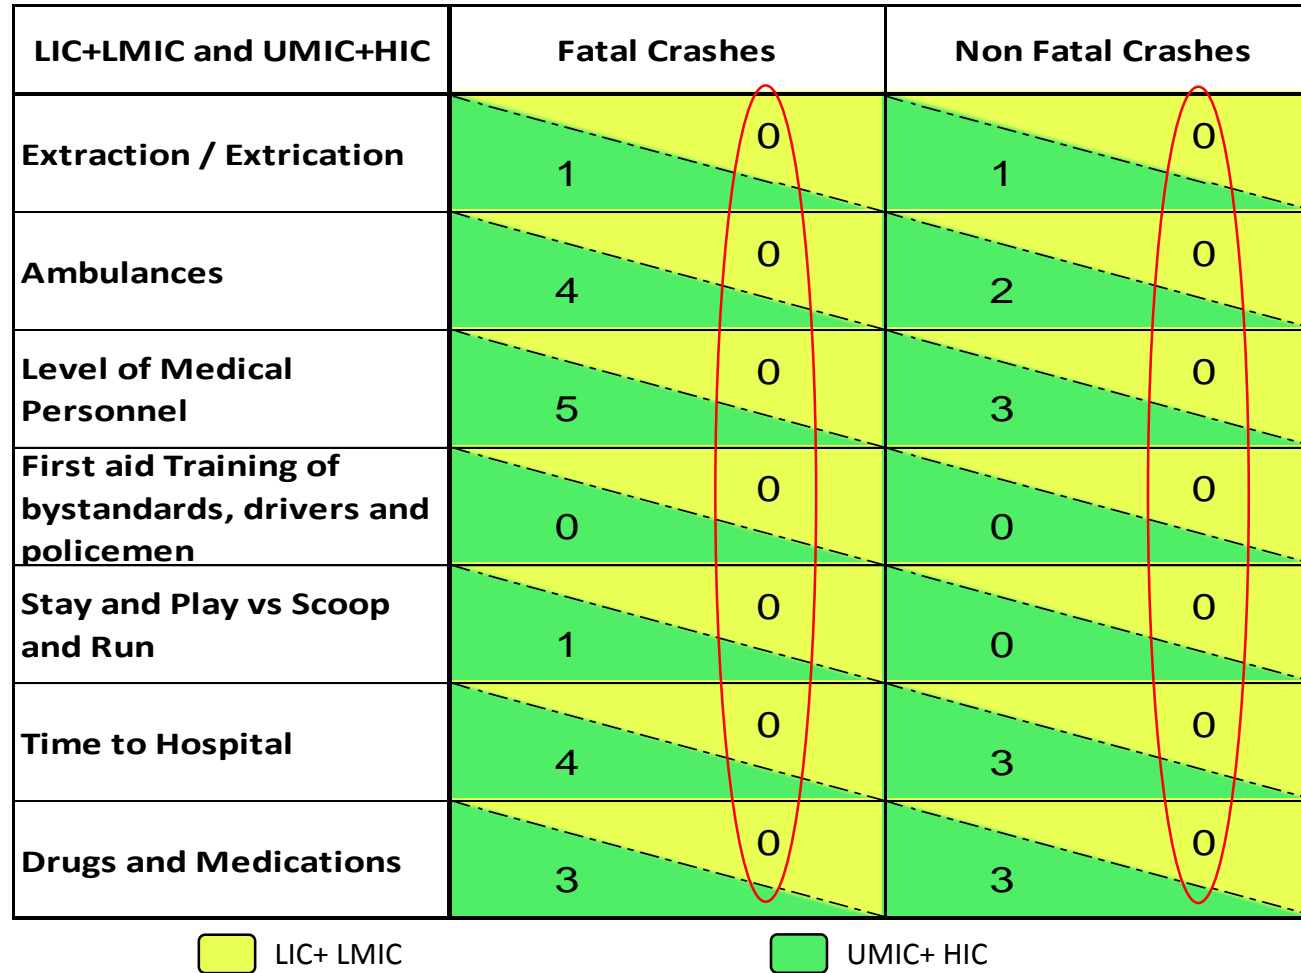 LIC+LMIC and UMIC+HIC
Fatal Crashes
Non Fatal Crashes
Extraction / Extrication
0
1
0
1
Ambulances
0
4
0
2
Level of Medical
Personnel
0
5
0
3
First aid Training of
bystandards, drivers and
policemen
0
0
0
0
Stay and Play vs Scoop
and Run
0
1
0
0
Time to Hospital
0
4
0
3
Drugs and Medications
0
3
0
3
LIC+ LMIC
UMIC+ HIC